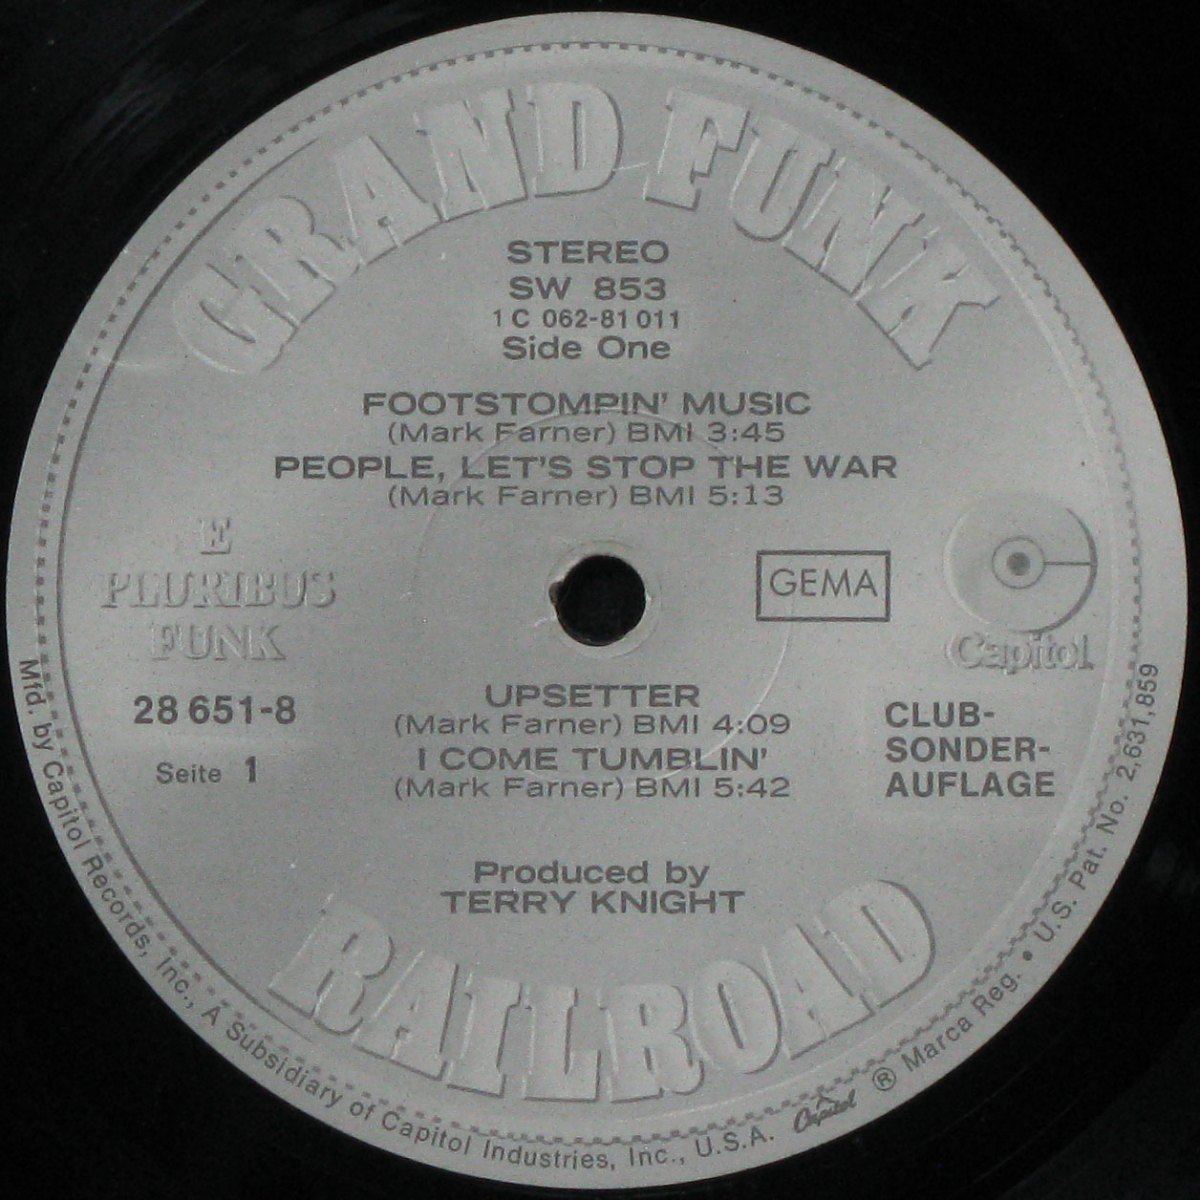 GRAND FUNK
STEREO
SW 853
1C 062-81 011
Side One
FOOTSTOMPIN' MUSIC
(Mark Farner) BMI 3:45
PEOPLE, LET'S STOP THE WAR
(Mark Farner) BMI 5:13
E
PLURIBUS
FUNK
GEMA
Capitol
28 651-8
Seite 1
UPSETTER
(Mark Farner) BMI 4:09
I COME TUMBLIN'
(Mark Farner) BMI 5:42
CLUB-
SONDER-
AUFLAGE
Produced by
TERRY KNIGHT
RAILROAD
Mfd. by Capitol Records, Inc., A Subsidiary of Capitol Industries, Inc., U.S.A. Capitol ® Marca Reg. • U.S. Pat. No. 2,631,859